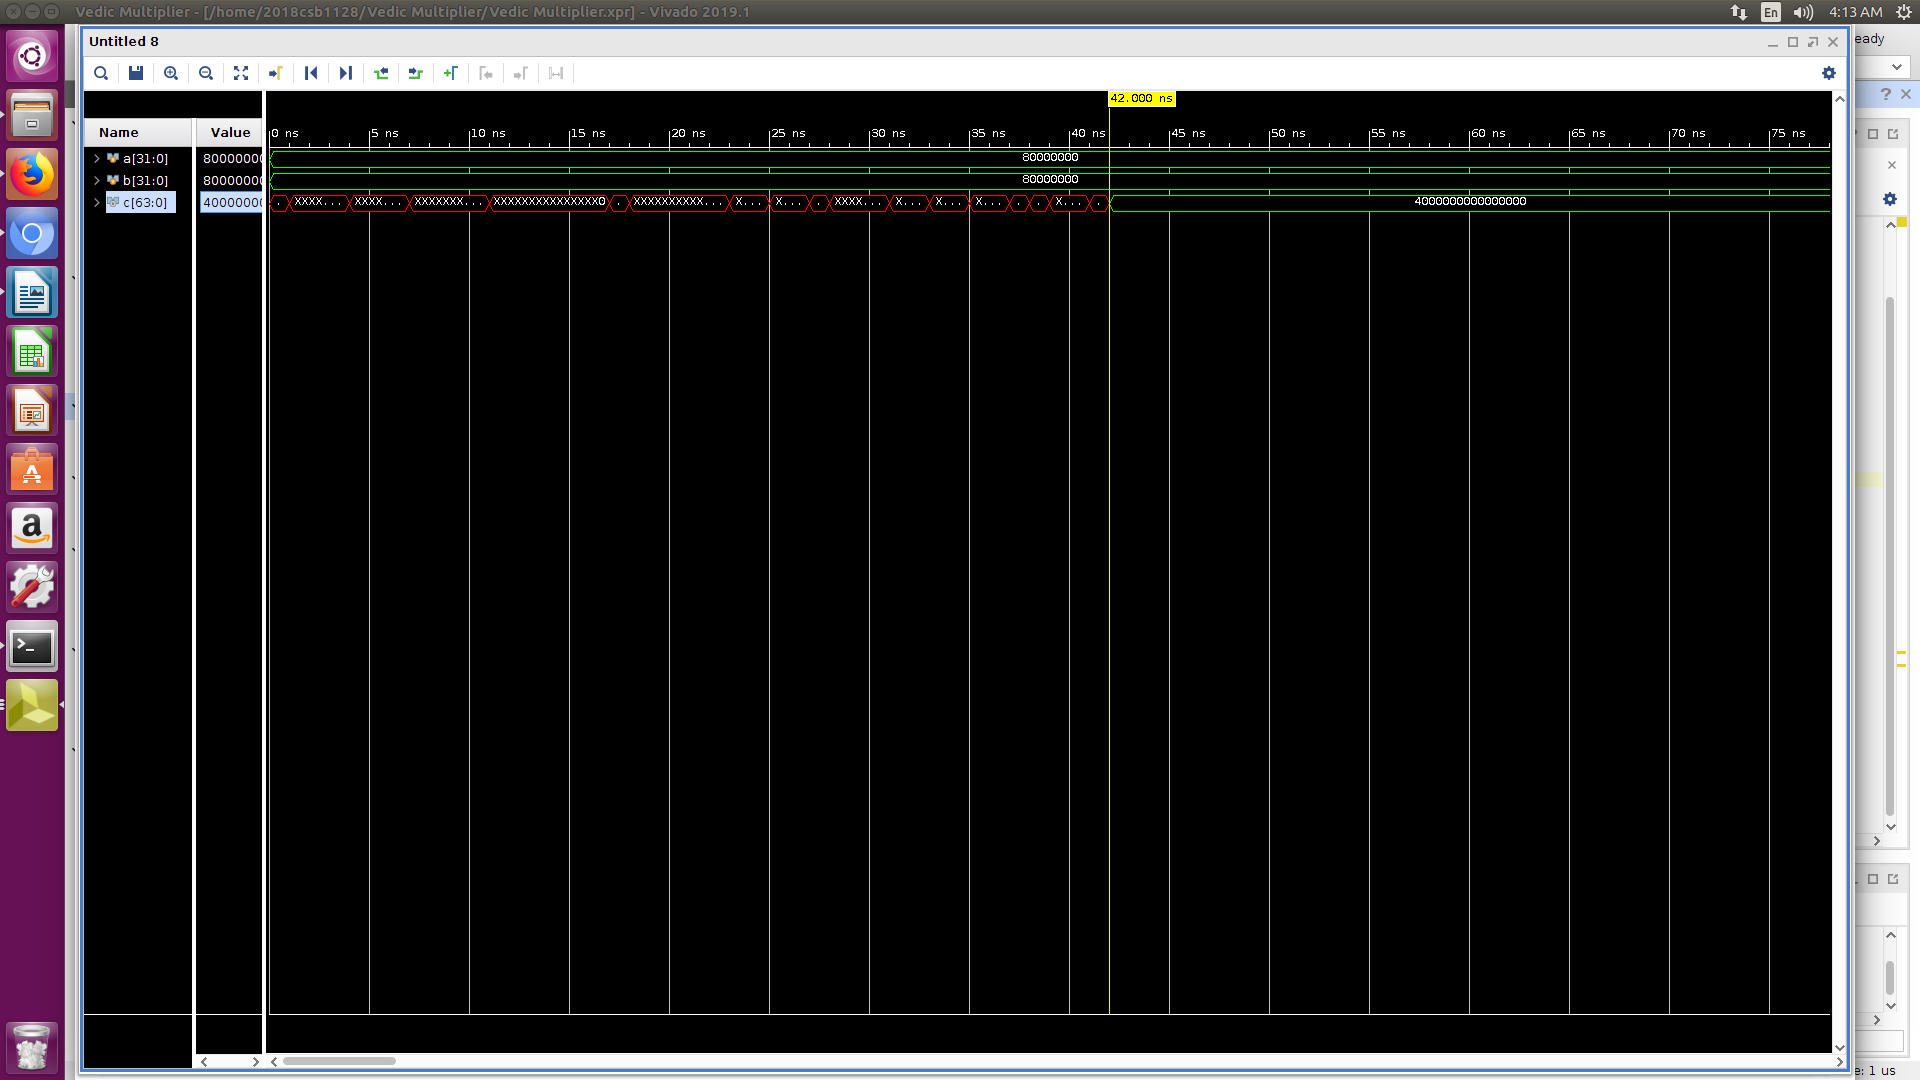 Vedic Multiplier - [/home/2018csb1128/Vedic Multiplier/Vedic Multiplier.xpr] - Vivado 2019.1
En 4:13 AM
Untitled 8
eady
42.000 ns
Name Value
0 ns 5 ns 10 ns 15 ns 20 ns 25 ns 30 ns 35 ns 40 ns 45 ns 50 ns 55 ns 60 ns 65 ns 70 ns 75 ns
a[31:0] 80000000 80000000
b[31:0] 80000000 80000000
c[63:0] 40000000 . XXXX... XXXX... XXXXXXX... XXXXXXXXXXXXXXX0 . XXXXXXXXXX... X... X... . XXXX... X... X... X... . . X... . 4000000000000000
e: 1 us